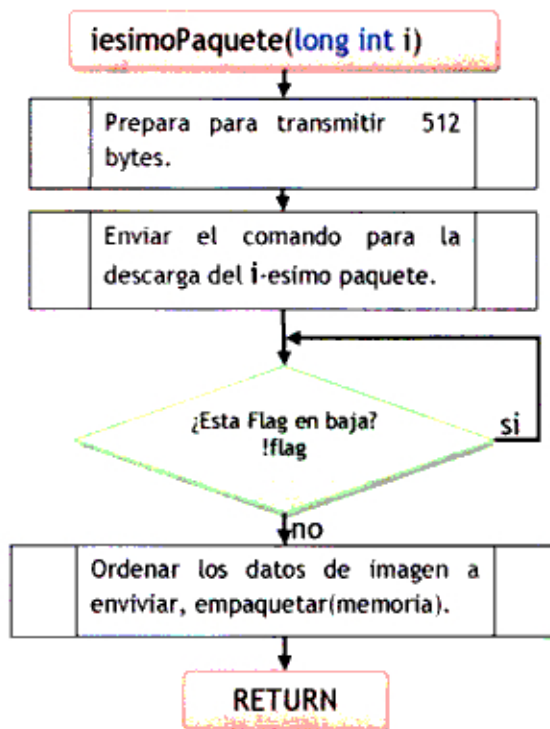 iesimoPaquete(long int i)
Prepara para transmitir 512
bytes.
Enviar el comando para la
descarga del i-esimo paquete.
¿Esta Flag en baja?
!flag
si
no
Ordenar los datos de imagen a
enviviar, empaquetar(memoria).
RETURN